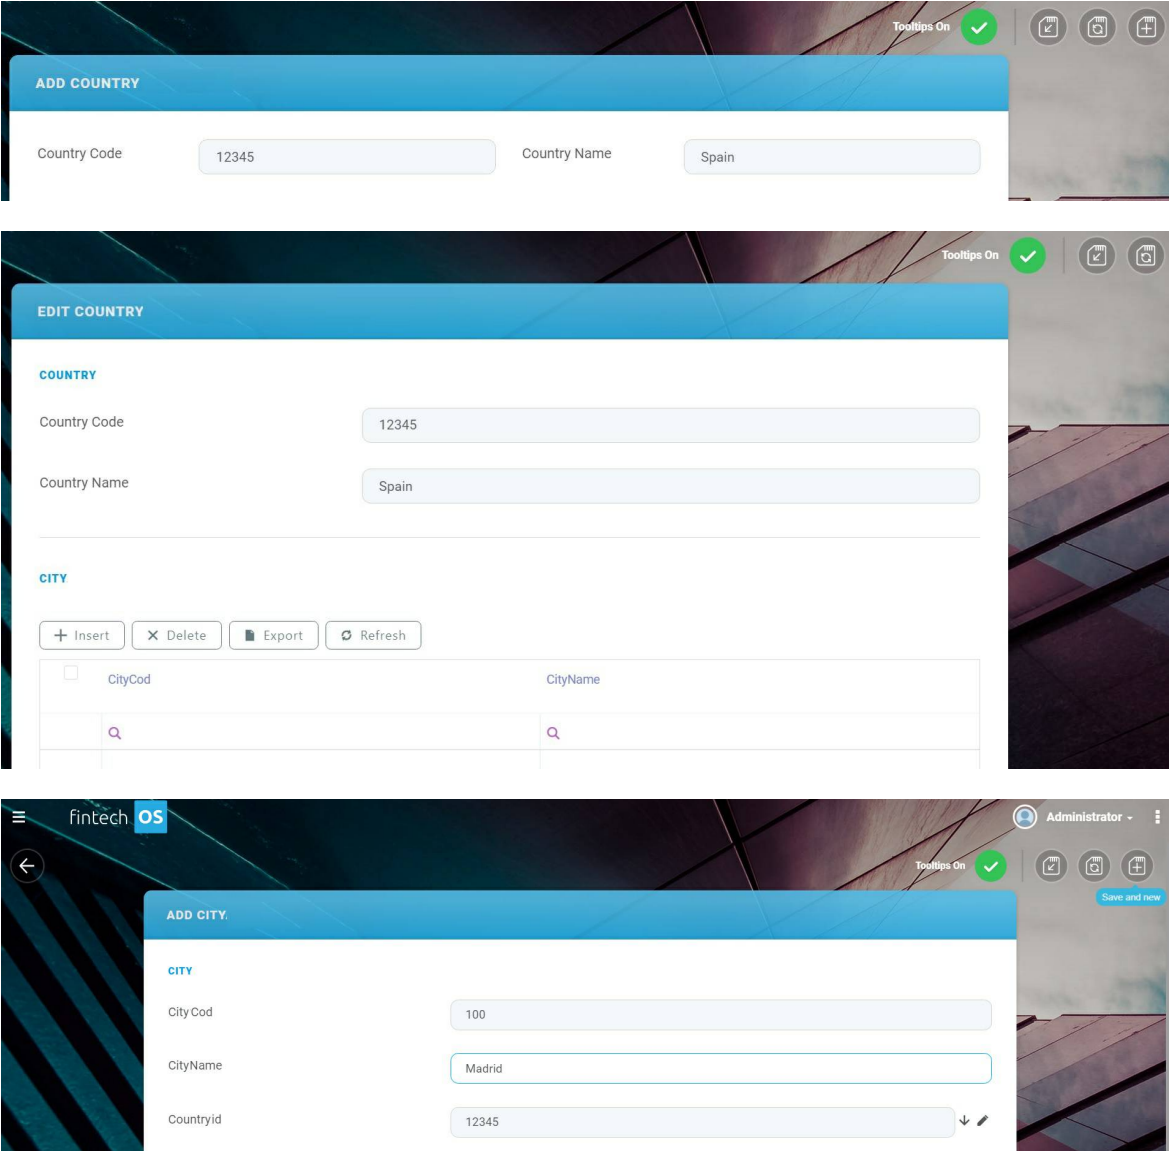 Tooltips On
ADD COUNTRY
Country Code 12345 Country Name Spain
Tooltips On
EDIT COUNTRY
COUNTRY
Country Code 12345
Country Name Spain
CITY
Insert Delete Export Refresh
CityCod CityName
fintech OS Administrator
Tooltips On
Save and new
ADD CITY
CITY
City Cod 100
CityName Madrid
Countryid 12345